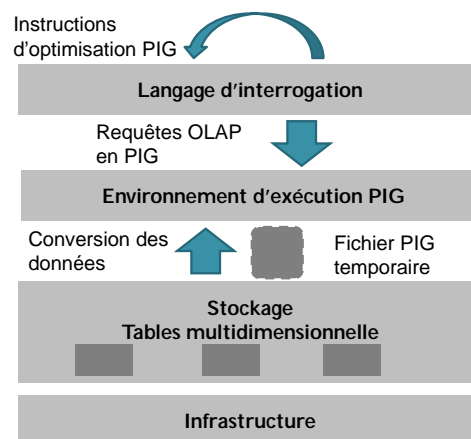 Instructions
d'optimisation PIG
Langage d'interrogation
Requêtes OLAP
en PIG
Environnement d'exécution PIG
Conversion des
données
Fichier PIG
temporaire
Stockage
Tables multidimensionnelle
Infrastructure